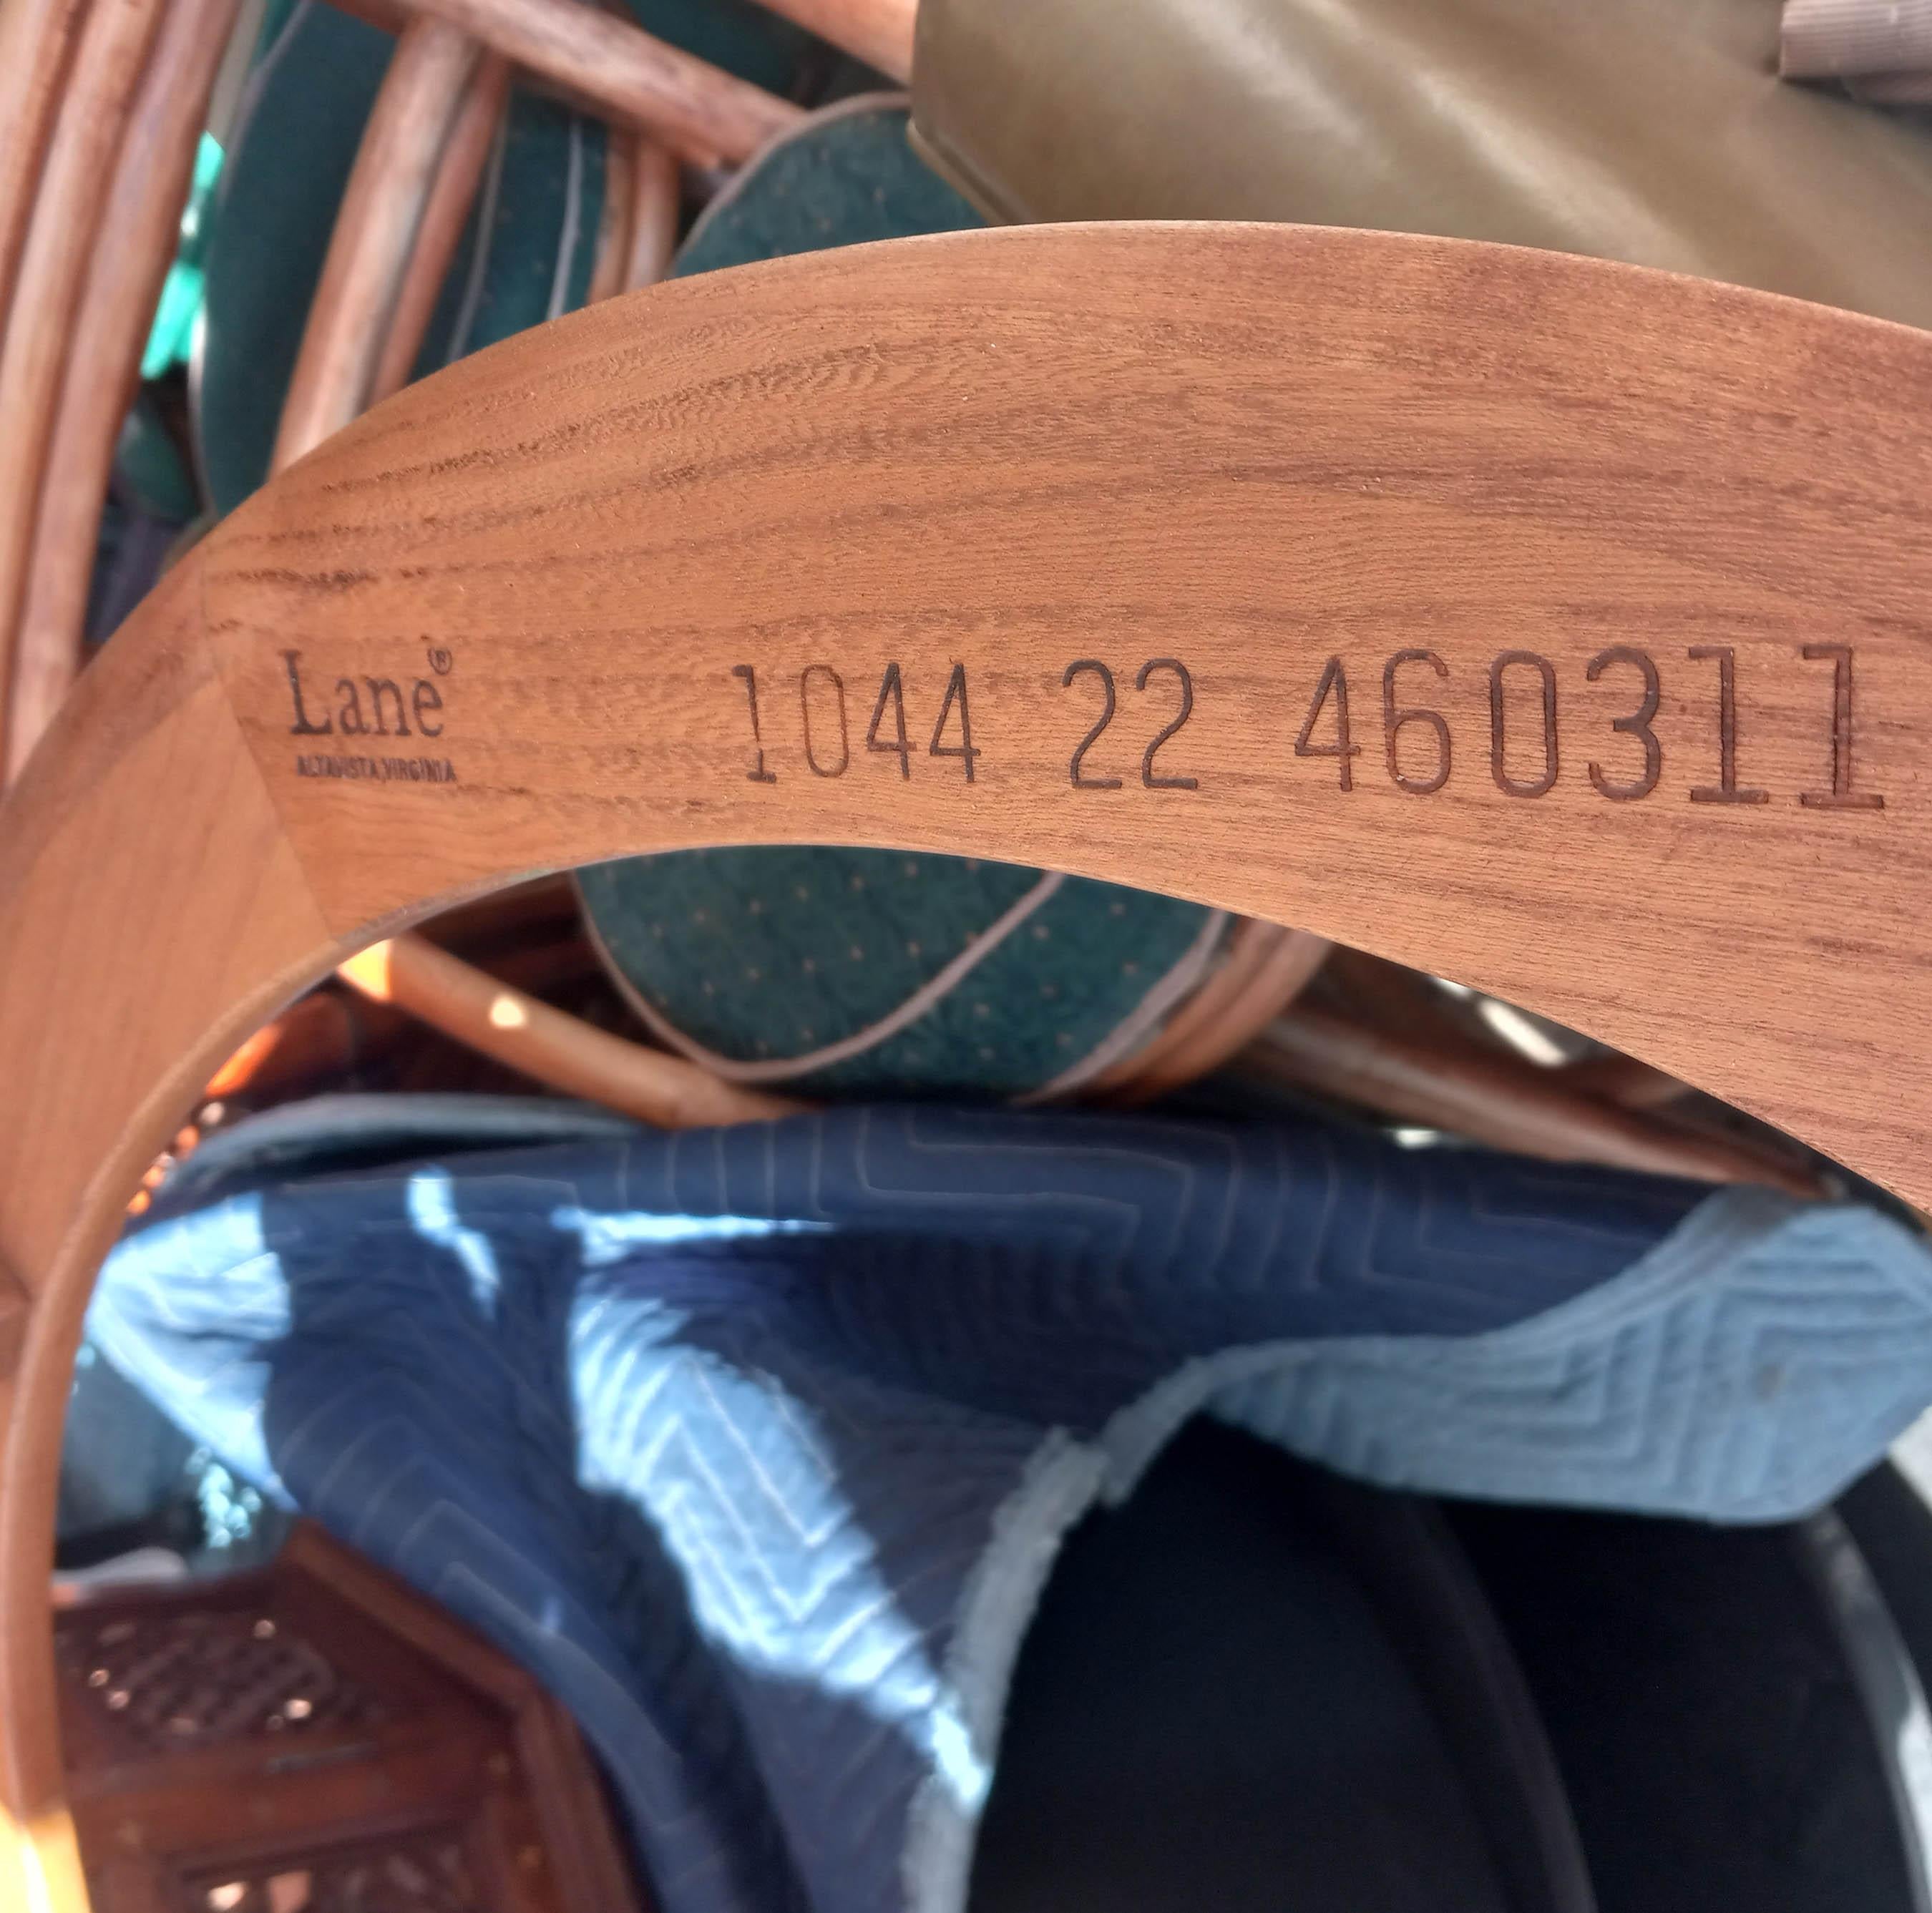 Lane®
ALTAVISTA, VIRGINIA
1044 22 460311